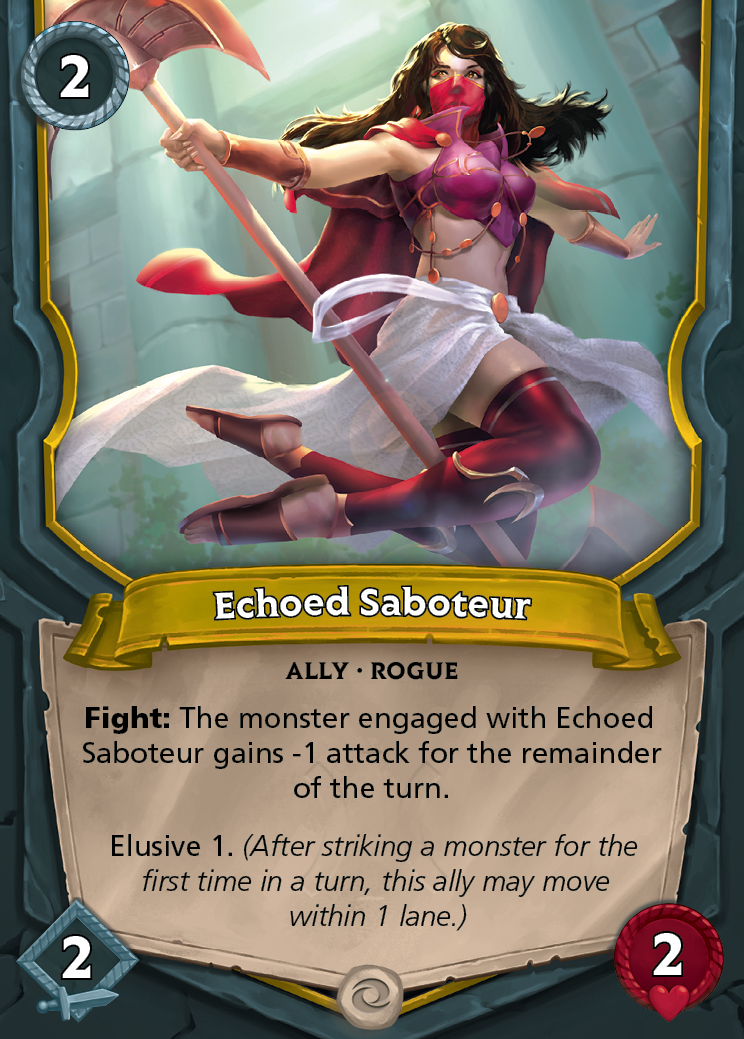 2
Echoed Saboteur
ALLY · ROGUE
Fight: The monster engaged with Echoed
Saboteur gains -1 attack for the remainder
of the turn.
Elusive 1. (After striking a monster for the
first time in a turn, this ally may move
within 1 lane.)
2
2